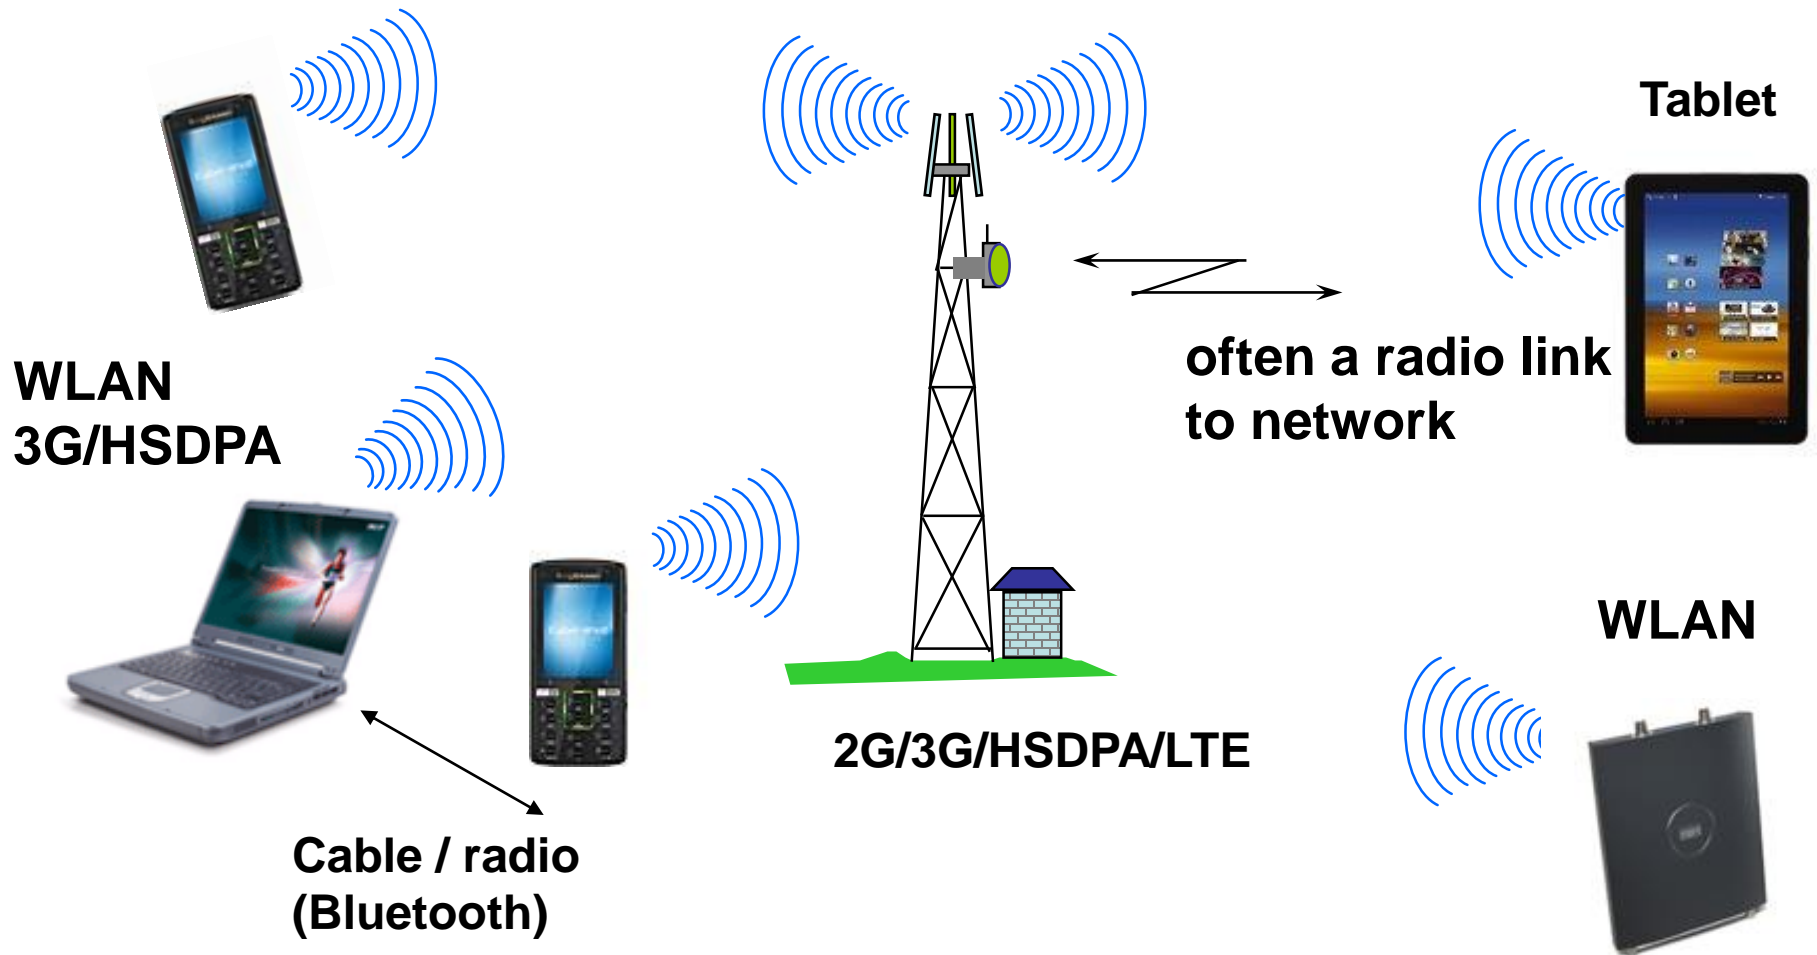 Tablet
often a radio link
to network
WLAN
3G/HSDPA
WLAN
2G/3G/HSDPA/LTE
Cable / radio
(Bluetooth)